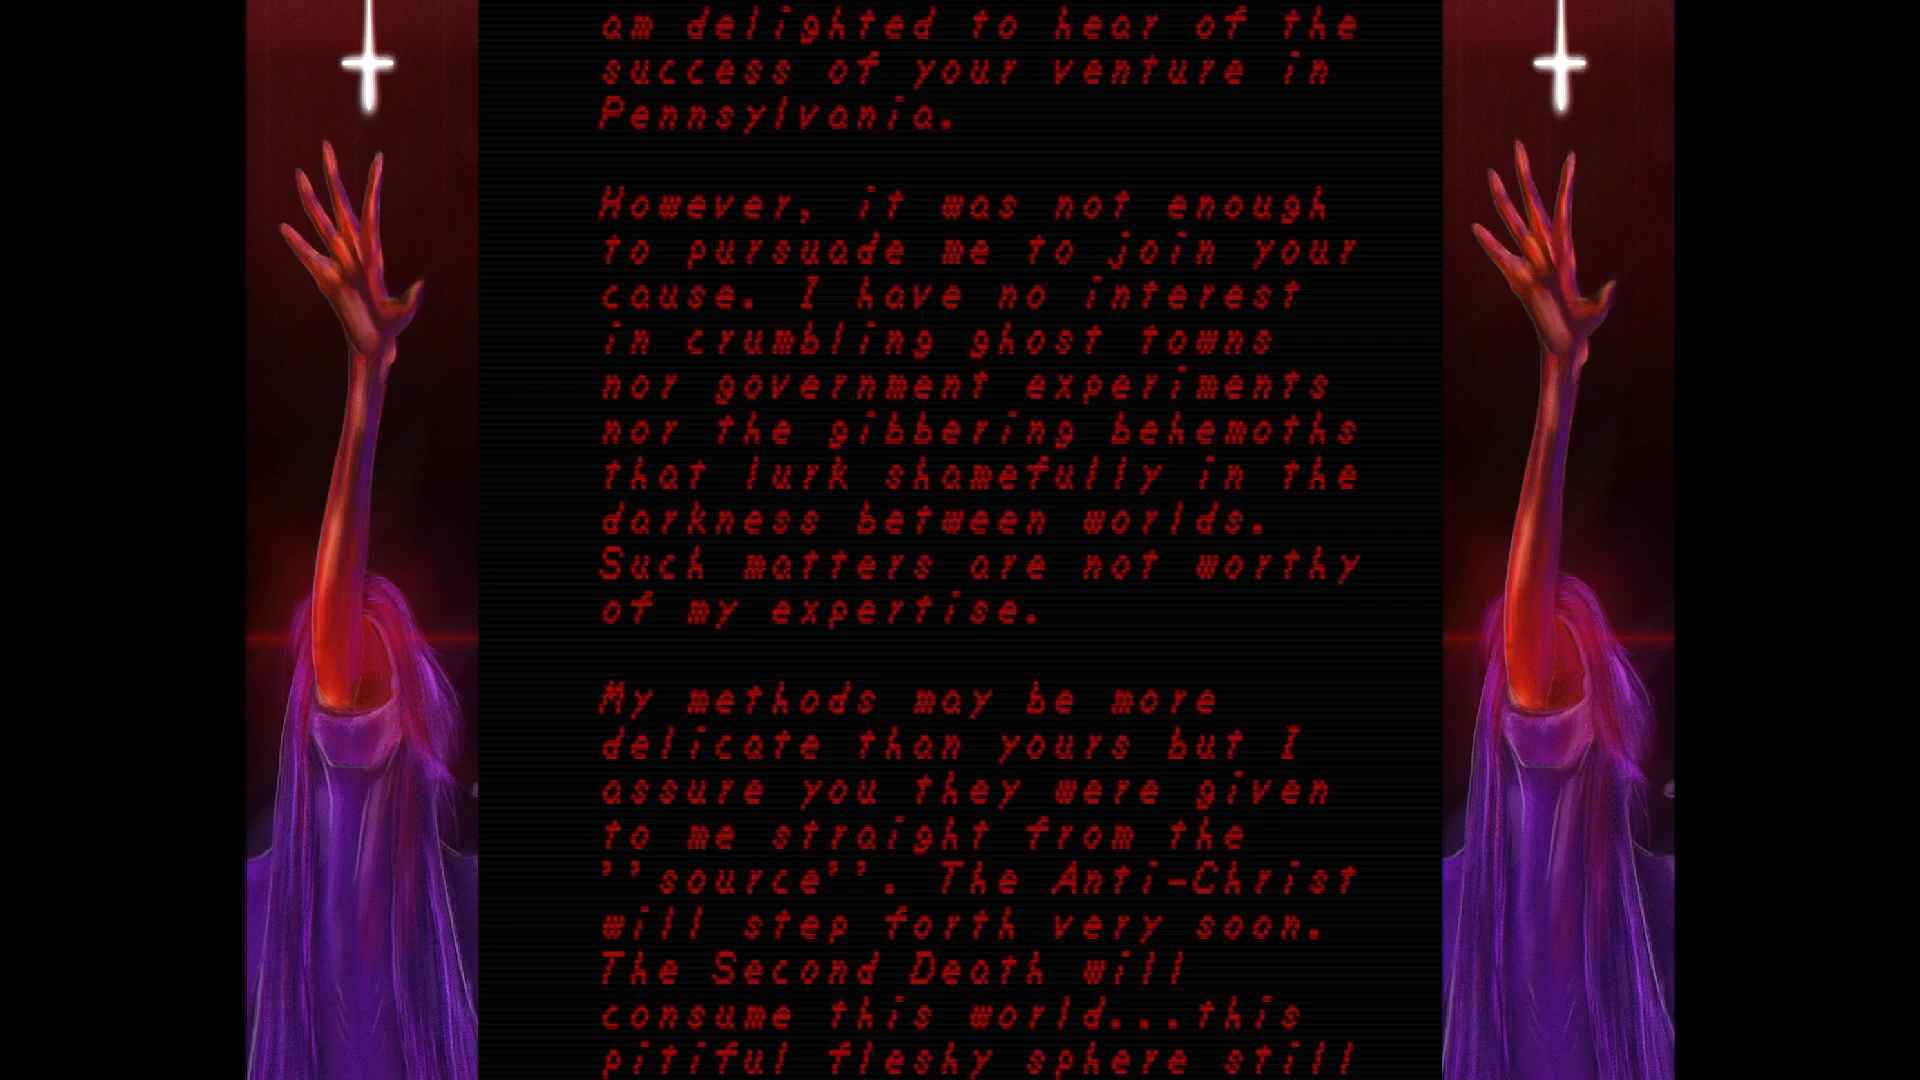 am delighted to hear of the
success of your venture in
Pennsylvania.
However, it was not enough
to pursuade me to join your
cause. I have no interest
in crumbling ghost towns
nor government experiments
nor the gibbering behemoths
that lurk shamefully in the
darkness between worlds.
Such matters are not worthy
of my expertise.
My methods may be more
delicate than yours but I
assure you they were given
to me straight from the
''source''. The Anti-Christ
will step forth very soon.
The Second Death will
consume this world...this
pitiful fleshy sphere still